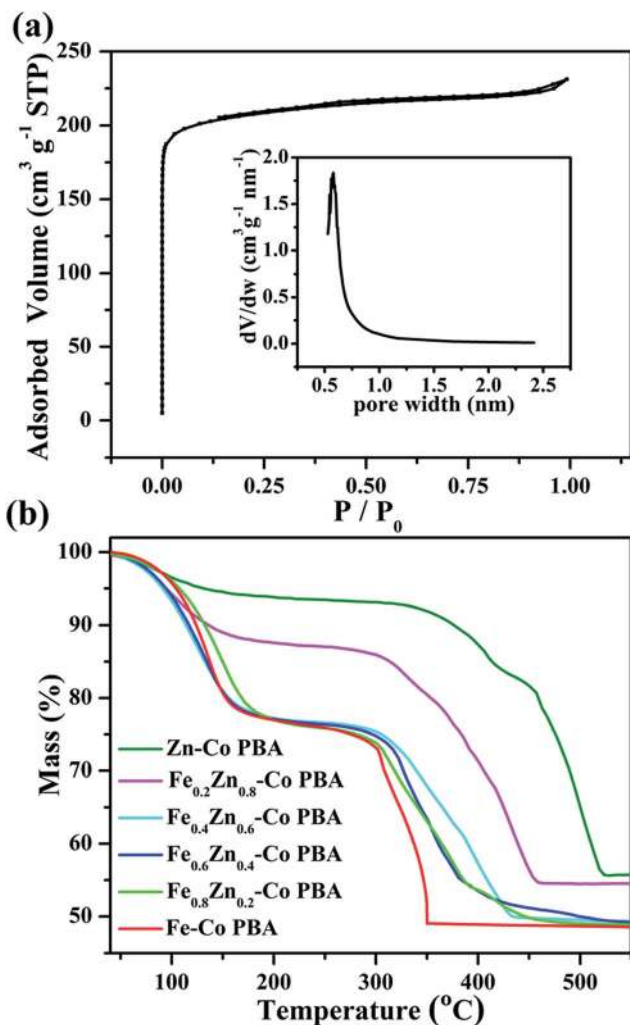 (a)
250
200
150
100
50
0
Adsorbed Volume (cm³ g⁻¹ STP)
2.0
1.5
1.0
0.5
0.0
dV/dw (cm³g⁻¹ nm⁻¹)
0.5 1.0 1.5 2.0 2.5
pore width (nm)
0.00 0.25 0.50 0.75 1.00
P / P₀
(b)
100
90
80
70
60
50
Mass (%)
Zn-Co PBA
Fe₀.₂Zn₀.₈-Co PBA
Fe₀.₄Zn₀.₆-Co PBA
Fe₀.₆Zn₀.₄-Co PBA
Fe₀.₈Zn₀.₂-Co PBA
Fe-Co PBA
100 200 300 400 500
Temperature (°C)